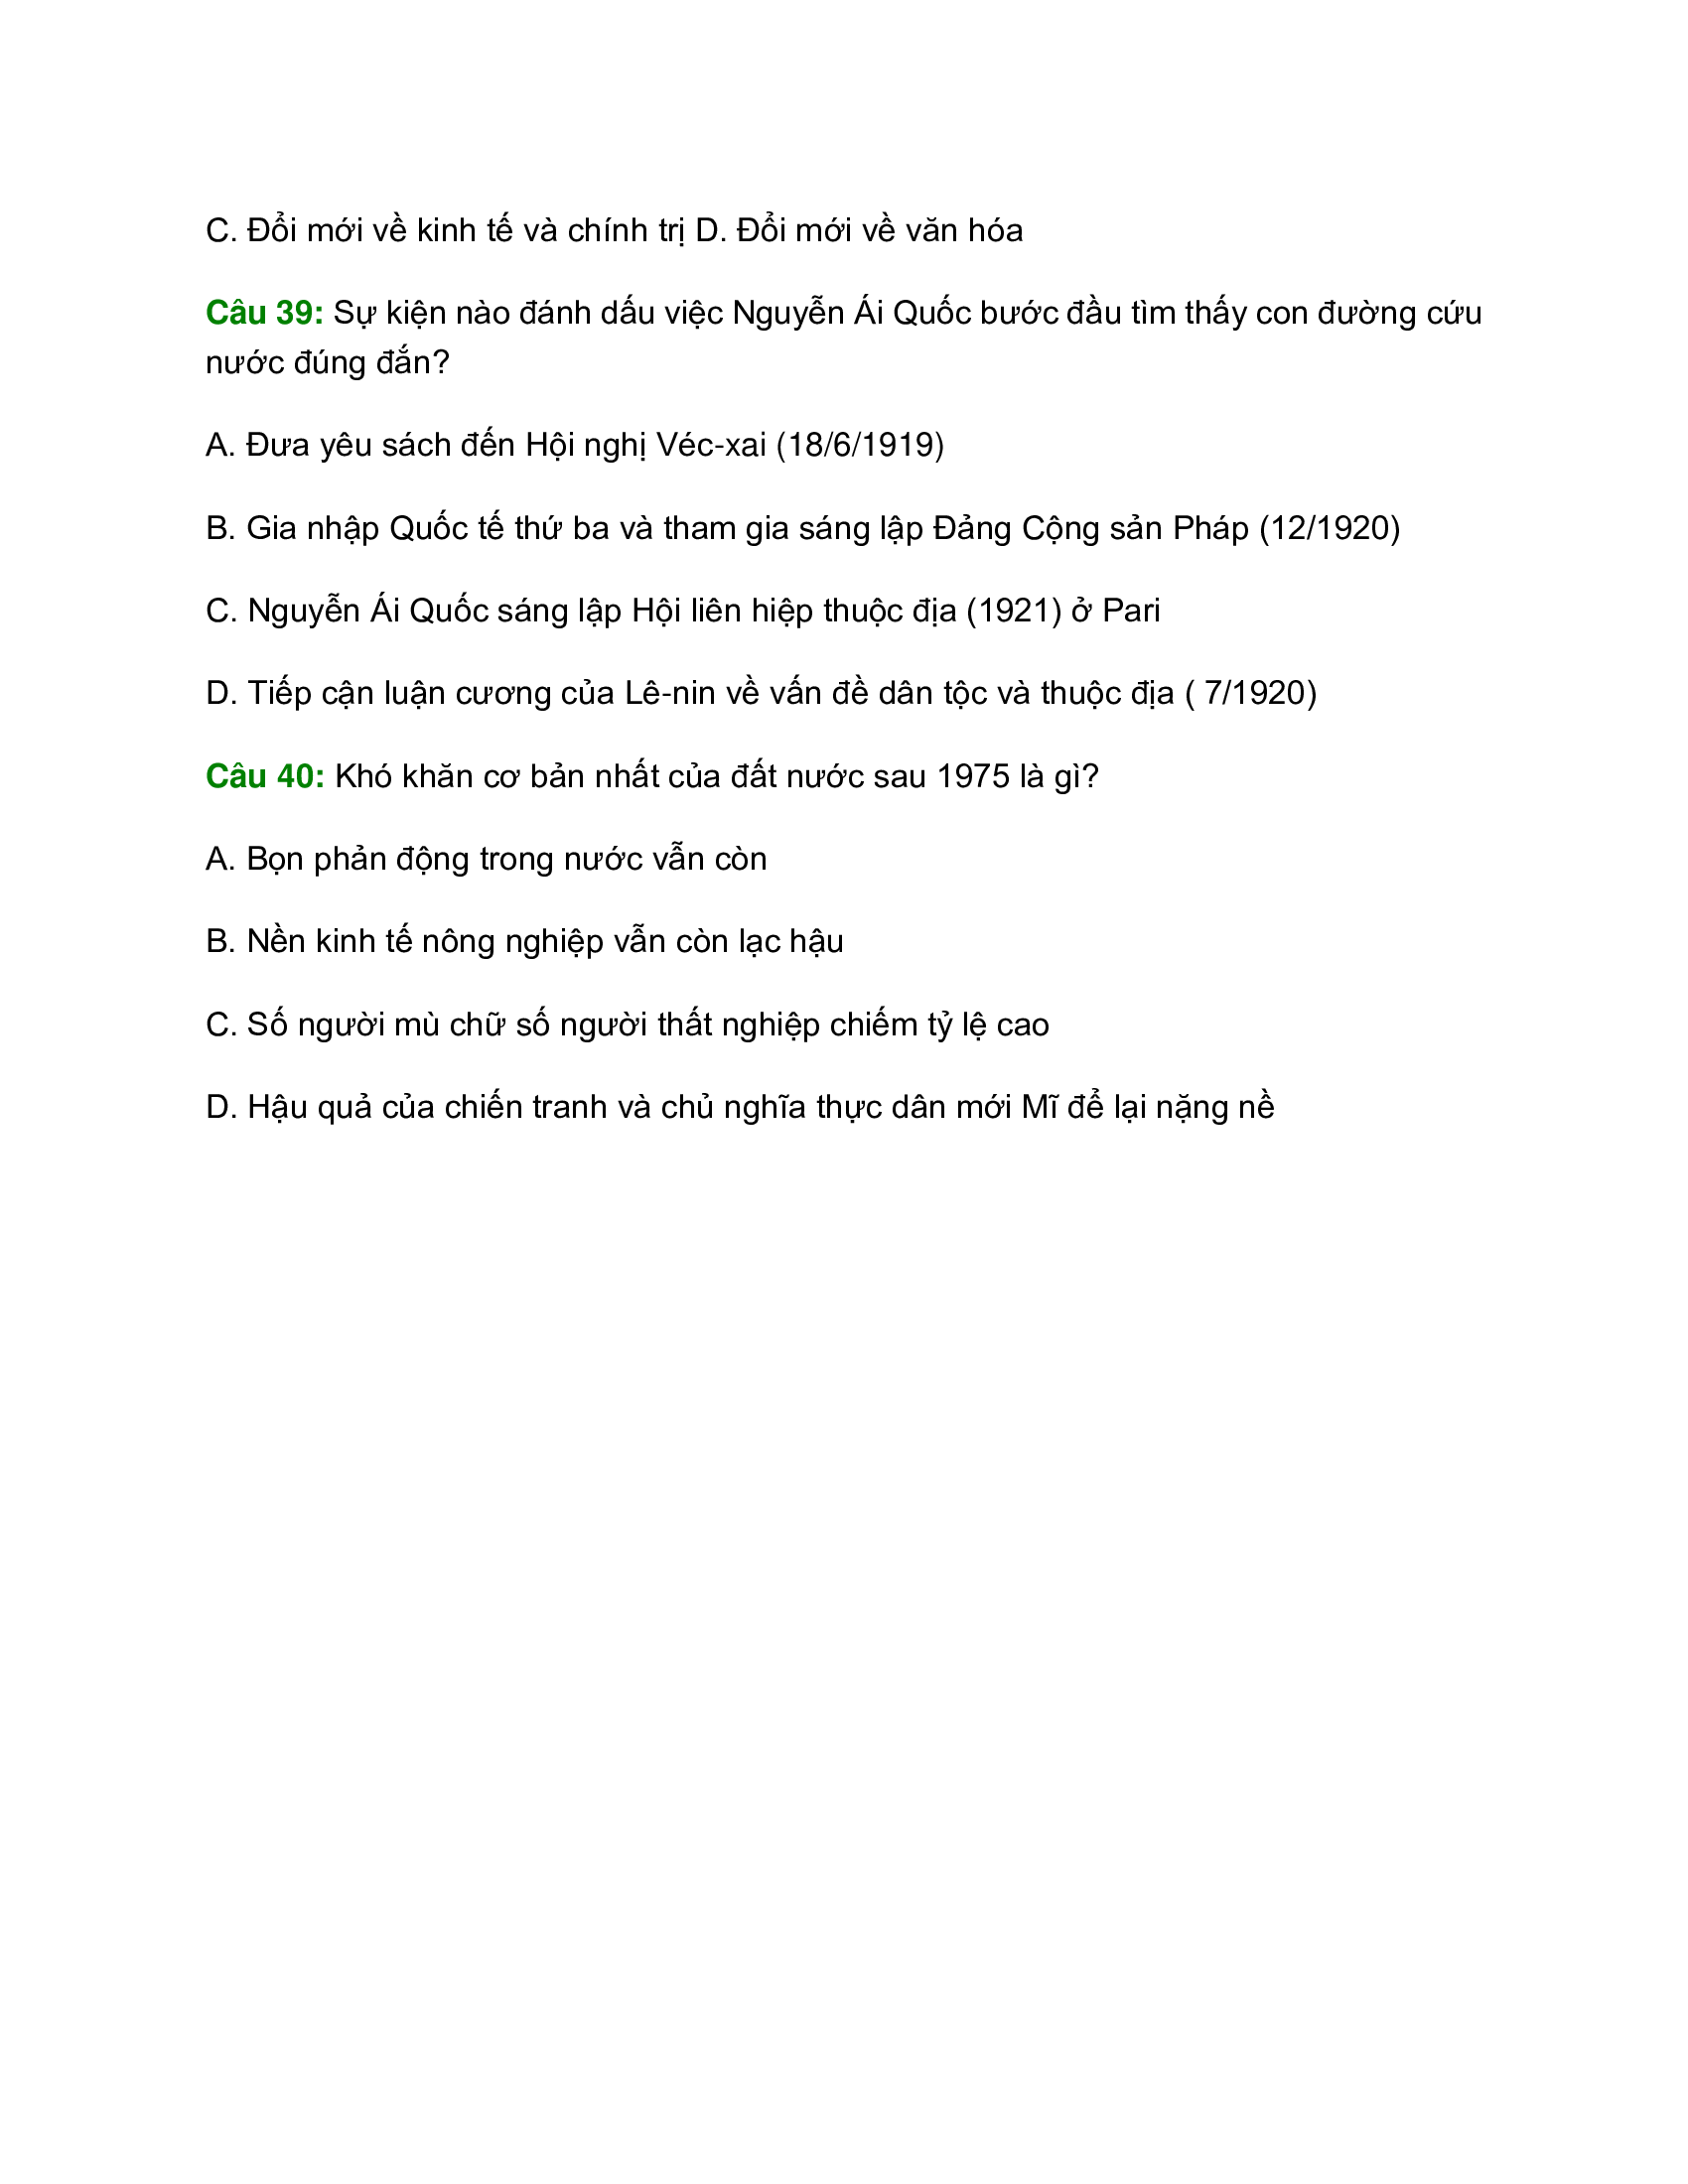 C. Đổi mới về kinh tế và chính trị D. Đổi mới về văn hóa
Câu 39: Sự kiện nào đánh dấu việc Nguyễn Ái Quốc bước đầu tìm thấy con đường cứu
nước đúng đắn?
A. Đưa yêu sách đến Hội nghị Véc-xai (18/6/1919)
B. Gia nhập Quốc tế thứ ba và tham gia sáng lập Đảng Cộng sản Pháp (12/1920)
C. Nguyễn Ái Quốc sáng lập Hội liên hiệp thuộc địa (1921) ở Pari
D. Tiếp cận luận cương của Lê-nin về vấn đề dân tộc và thuộc địa ( 7/1920)
Câu 40: Khó khăn cơ bản nhất của đất nước sau 1975 là gì?
A. Bọn phản động trong nước vẫn còn
B. Nền kinh tế nông nghiệp vẫn còn lạc hậu
C. Số người mù chữ số người thất nghiệp chiếm tỷ lệ cao
D. Hậu quả của chiến tranh và chủ nghĩa thực dân mới Mĩ để lại nặng nề